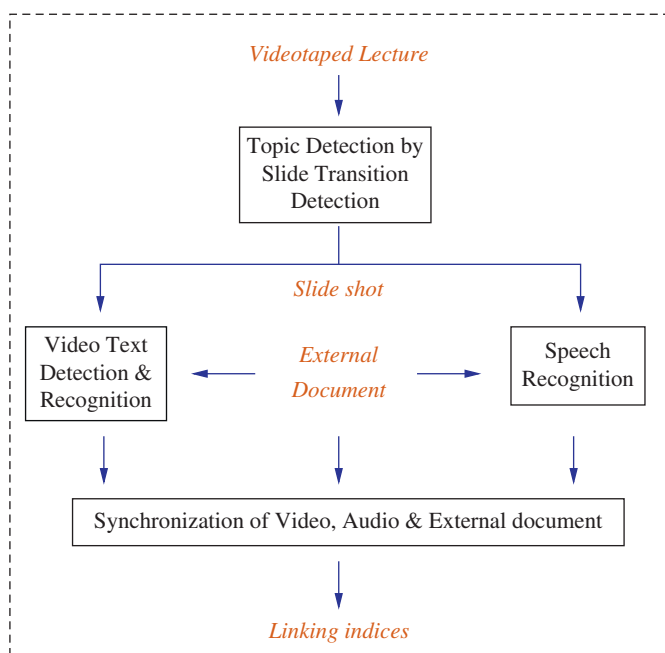 Videotaped Lecture
Topic Detection by
Slide Transition
Detection
Slide shot
Video Text
Detection &
Recognition
External
Document
Speech
Recognition
Synchronization of Video, Audio & External document
Linking indices